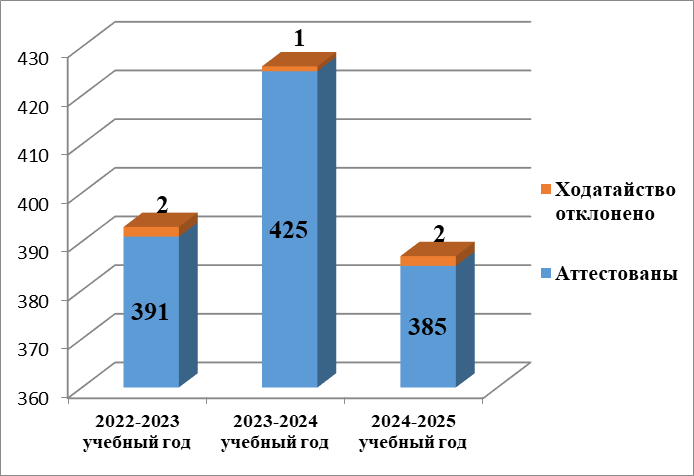 430
420
410
400
390
380
370
360
2
391
1
425
2
385
2022-2023
учебный год
2023-2024
учебный год
2024-2025
учебный год
Ходатайство
отклонено
Аттестованы